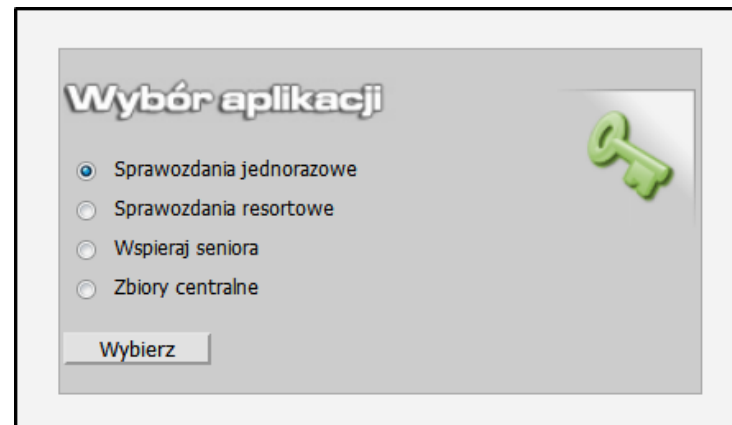 Wybór aplikacji
Sprawozdania jednorazowe
Sprawozdania resortowe
Wspieraj seniora
Zbiory centralne
Wybierz